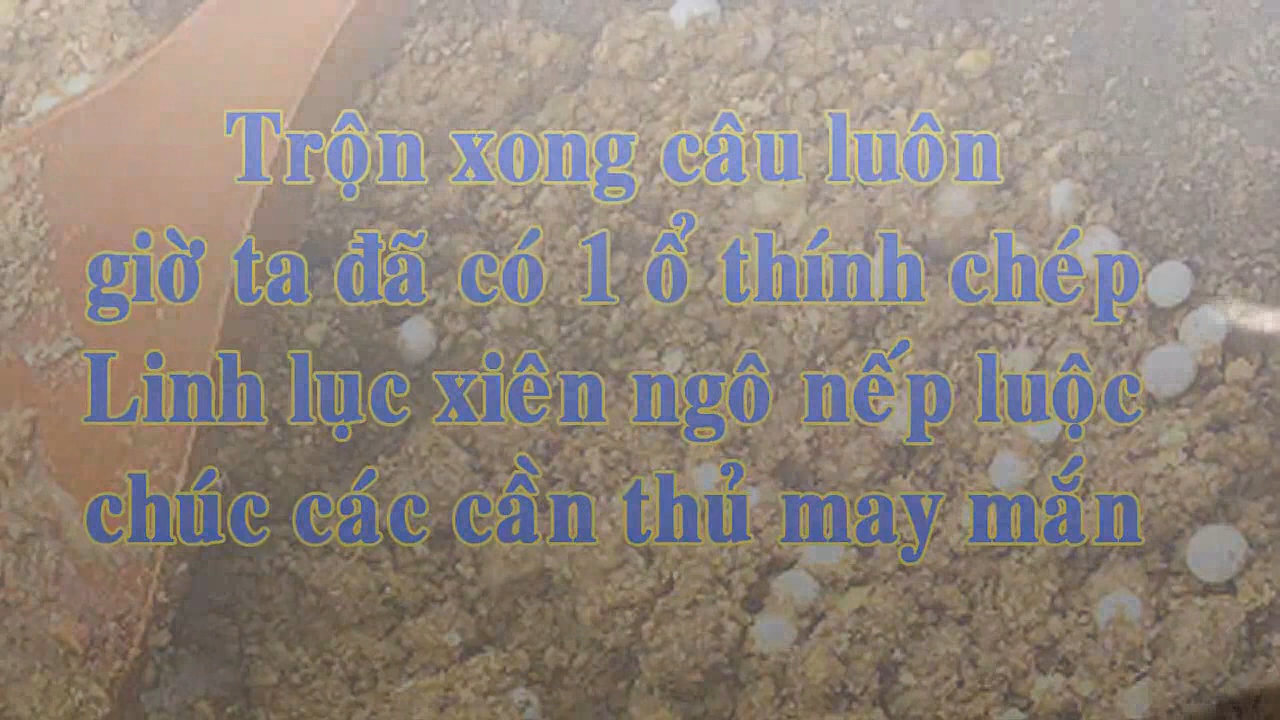 Trộn xong câu luôn
giờ ta đã có 1 ổ thính chép
Linh lục xiên ngô nếp luộc
chúc các cần thủ may mắn